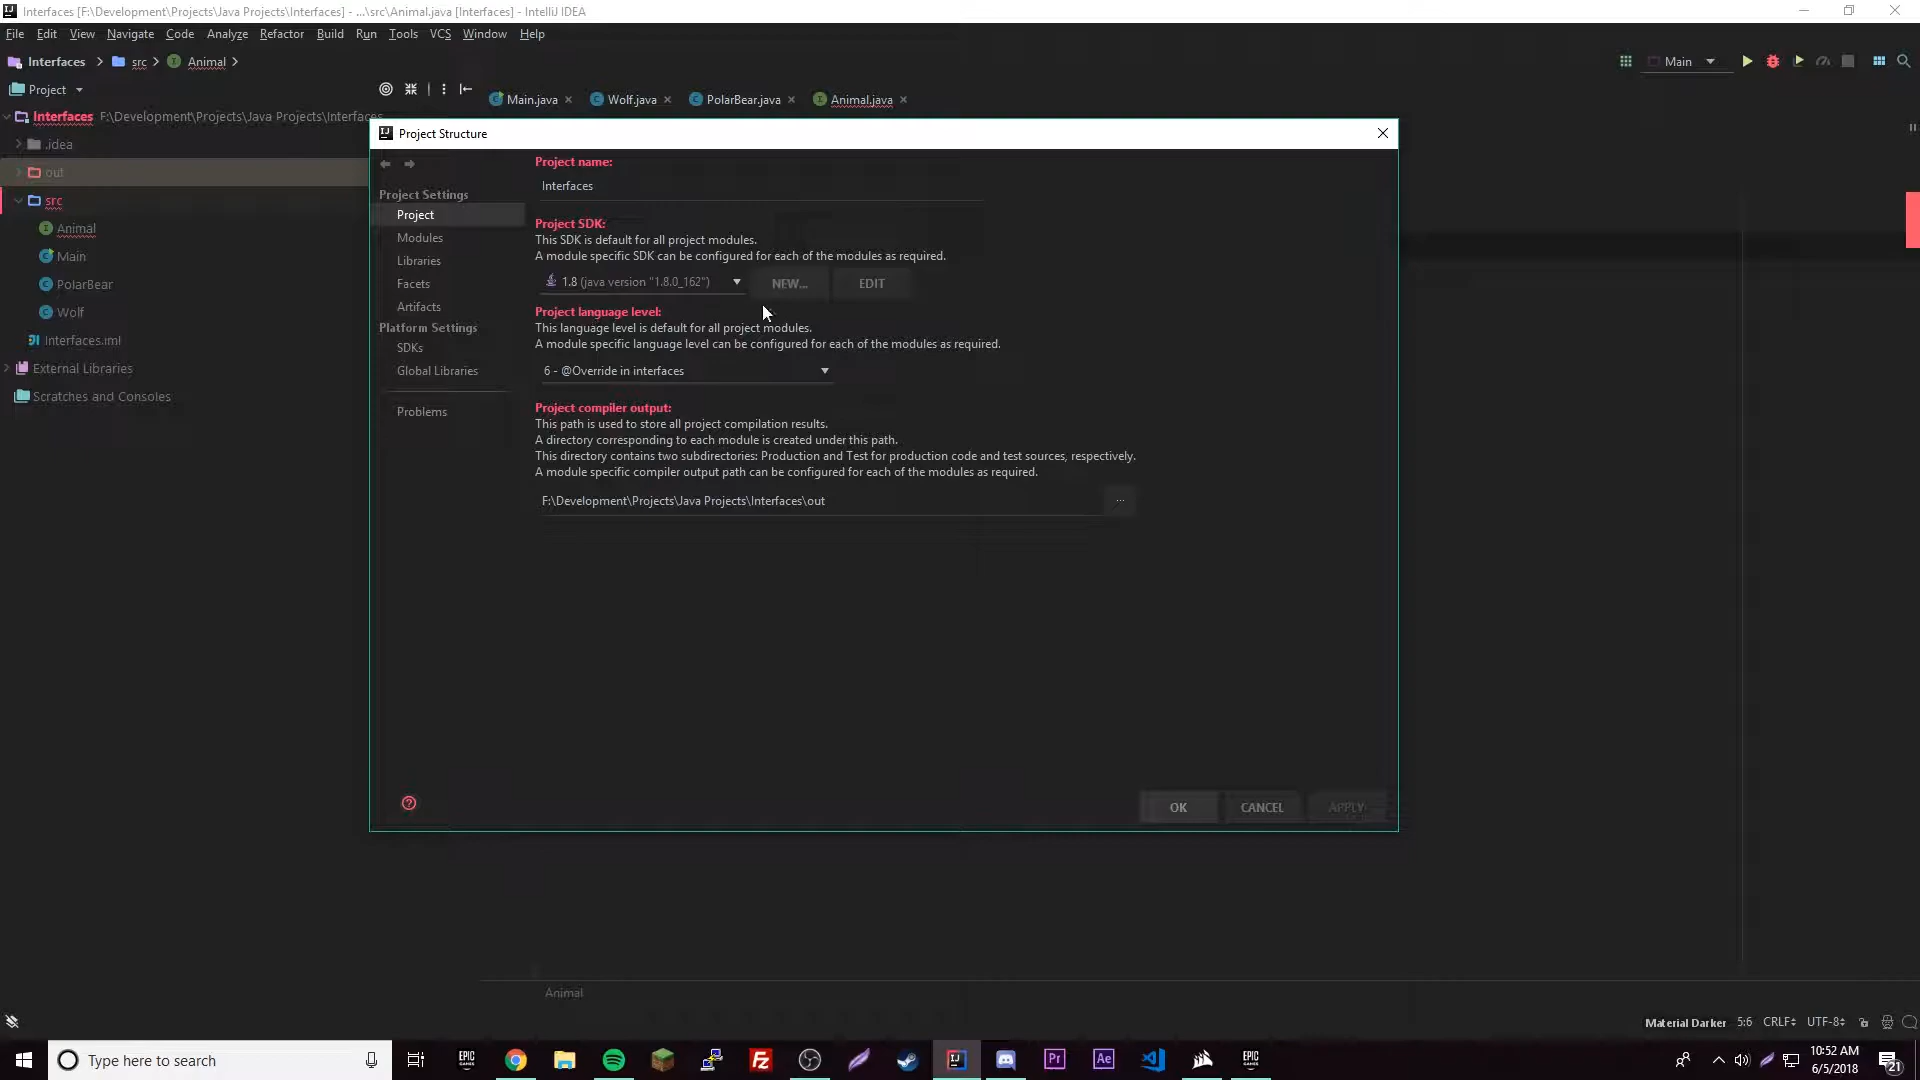 Interfaces [F:\Development\Projects\Java Projects\Interfaces] - ...\src\Animal.java [Interfaces] - IntelliJ IDEA
File Edit View Navigate Code Analyze Refactor Build Run Tools VCS Window Help
Interfaces src Animal
Main
Project
Main.java Wolf.java PolarBear.java Animal.java
Interfaces F:\Development\Projects\Java Projects\Interfaces
.idea
out
src
Animal
Main
PolarBear
Wolf
Interfaces.iml
External Libraries
Scratches and Consoles
Project Structure
Project Settings
Project
Modules
Libraries
Facets
Artifacts
Platform Settings
SDKs
Global Libraries
Problems
Project name:
Interfaces
Project SDK:
This SDK is default for all project modules.
A module specific SDK can be configured for each of the modules as required.
1.8 (java version "1.8.0_162") NEW... EDIT
Project language level:
This language level is default for all project modules.
A module specific language level can be configured for each of the modules as required.
6 - @Override in interfaces
Project compiler output:
This path is used to store all project compilation results.
A directory corresponding to each module is created under this path.
This directory contains two subdirectories: Production and Test for production code and test sources, respectively.
A module specific compiler output path can be configured for each of the modules as required.
F:\Development\Projects\Java Projects\Interfaces\out ...
OK CANCEL APPLY
Animal
Material Darker 5:6 CRLF UTF-8
Type here to search
EPIC GAMES
Fz
IJ
Pr
Ae
EPIC GAMES
10:52 AM
6/5/2018
21